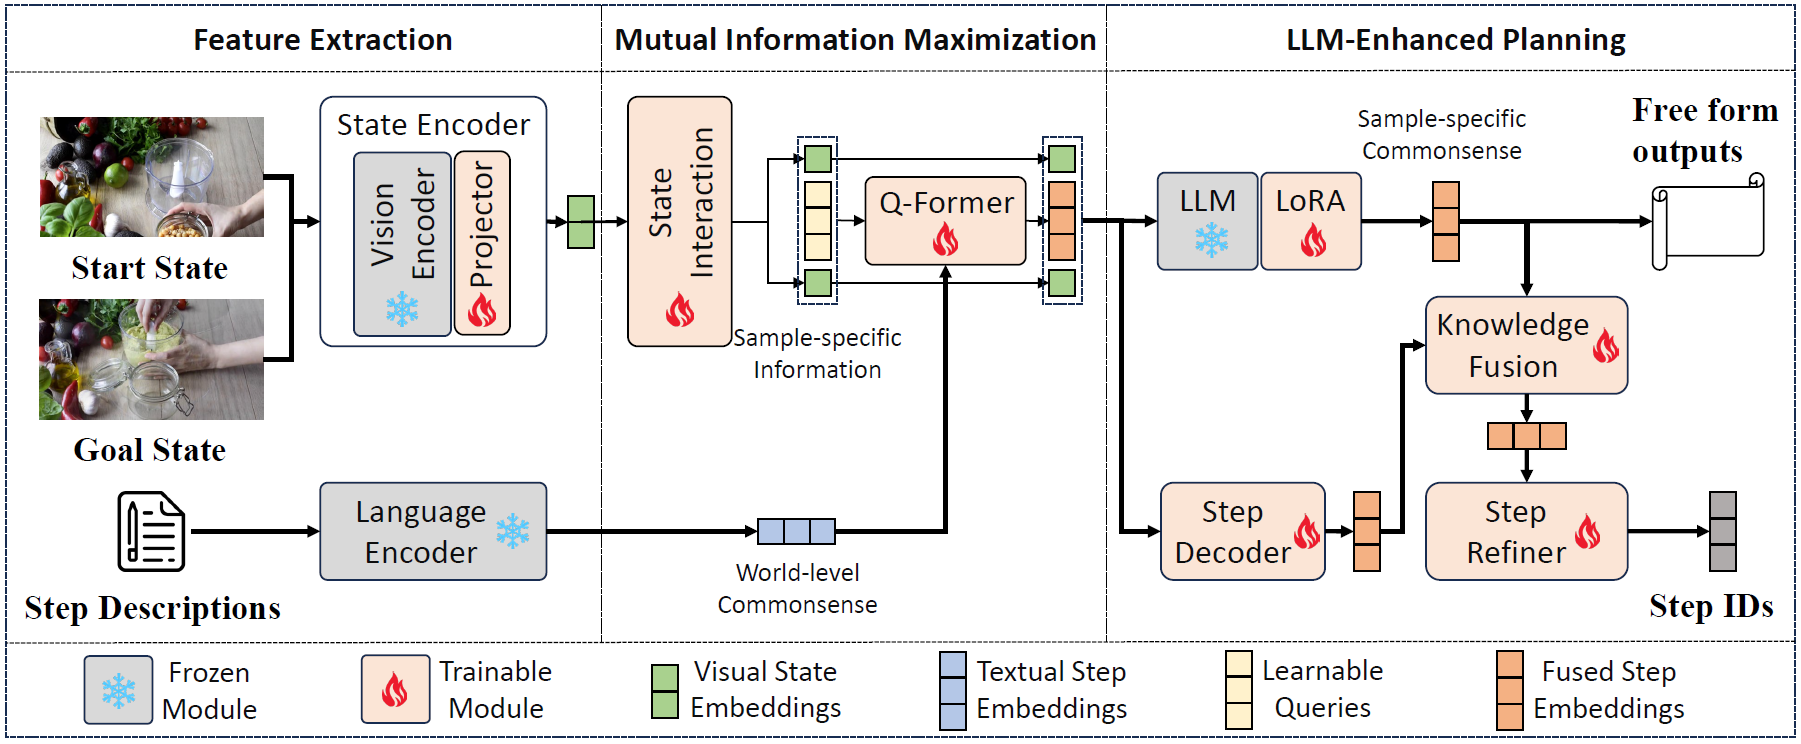 Feature Extraction
Mutual Information Maximization
LLM-Enhanced Planning
Start State
Goal State
Step Descriptions
State Encoder
Vision
Encoder
Projector
Language
Encoder
State
Interaction
Q-Former
Sample-specific
Information
World-level
Commonsense
LLM
LoRA
Sample-specific
Commonsense
Free form
outputs
Knowledge
Fusion
Step
Decoder
Step
Refiner
Step IDs
Frozen
Module
Trainable
Module
Visual State
Embeddings
Textual Step
Embeddings
Learnable
Queries
Fused Step
Embeddings